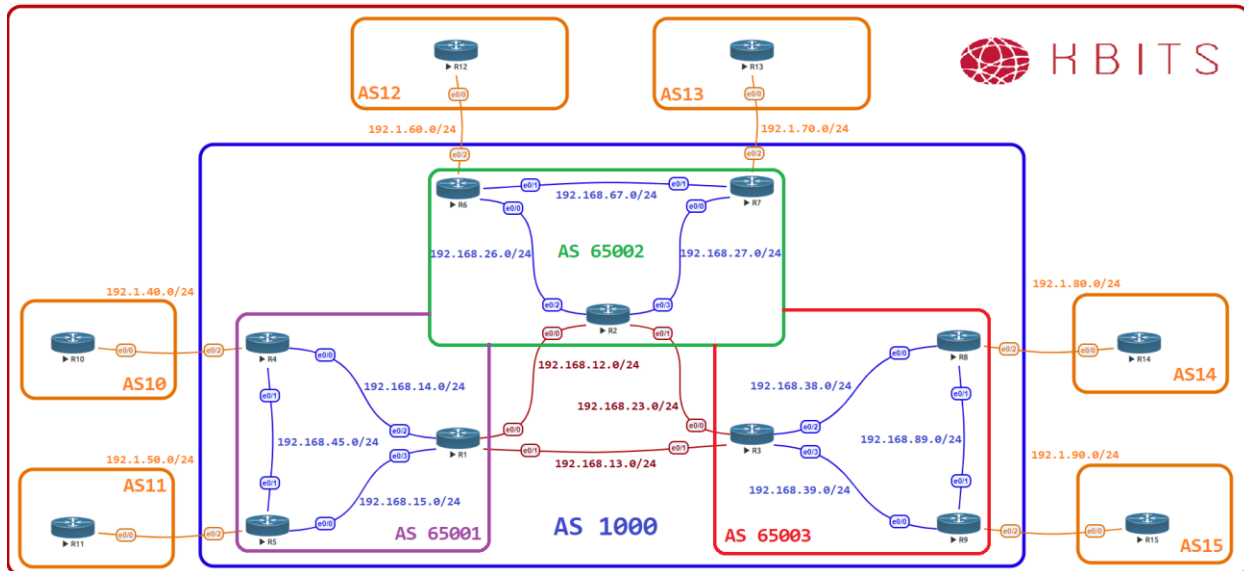 ▶ R12
AS12
e0/0
▶ R13
AS13
e0/0
KBITS
192.1.60.0/24
192.1.70.0/24
e0/2
e0/2
▶ R6
e0/1
e0/1
▶ R7
192.168.67.0/24
e0/0
e0/0
192.168.26.0/24
AS 65002
192.168.27.0/24
192.1.40.0/24
192.1.80.0/24
e0/2
e0/3
▶ R2
e0/0
e0/1
▶ R10
e0/0
AS10
e0/2
▶ R4
e0/0
e0/1
192.168.14.0/24
192.168.12.0/24
192.168.38.0/24
e0/0
▶ R8
e0/2
e0/0
▶ R14
AS14
e0/1
192.168.23.0/24
192.168.45.0/24
e0/2
e0/0
e0/0
e0/2
192.168.89.0/24
▶ R1
e0/3
e0/1
e0/1
▶ R3
e0/3
192.168.13.0/24
192.1.50.0/24
192.1.90.0/24
AS11
e0/1
192.168.15.0/24
192.168.39.0/24
e0/1
▶ R11
e0/0
e0/2
▶ R5
e0/0
AS 65001
AS 1000
AS 65003
e0/0
▶ R9
e0/2
e0/0
▶ R15
AS15